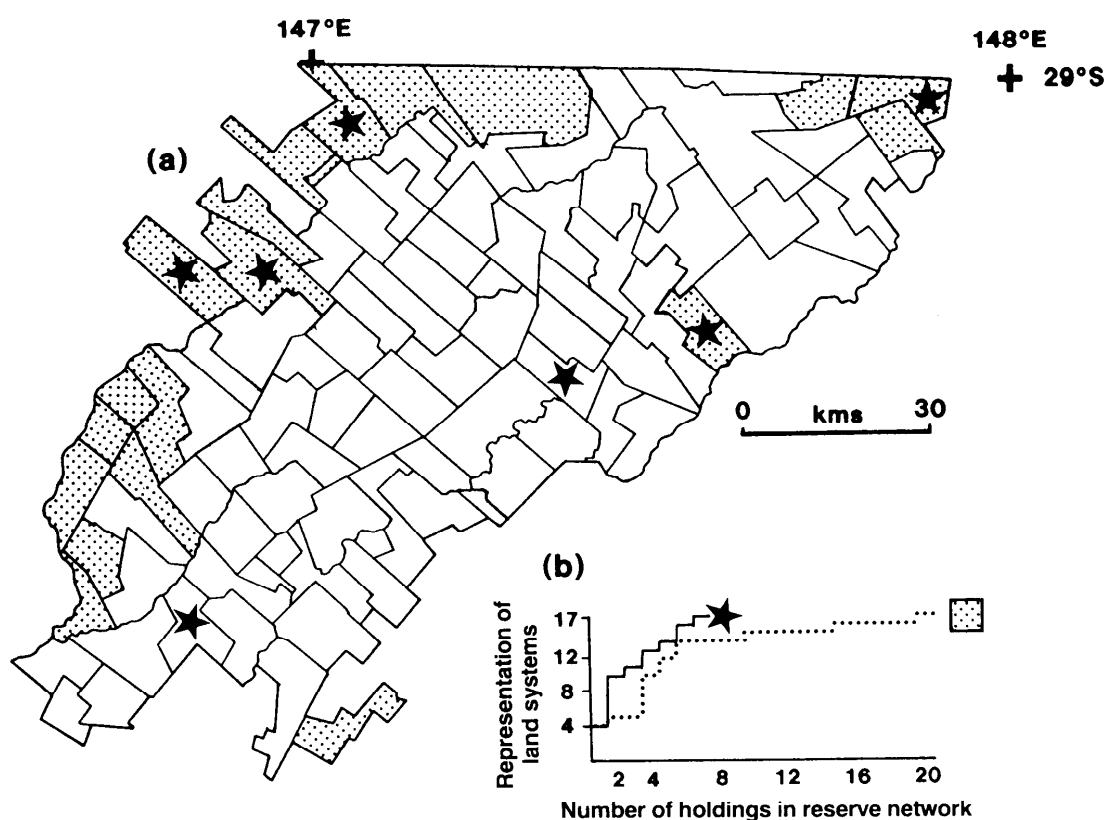 147°E
148°E
29°S
(a)
0 kms 30
(b)
Representation of
land systems
17
12
8
4
2 4 8 12 16 20
Number of holdings in reserve network